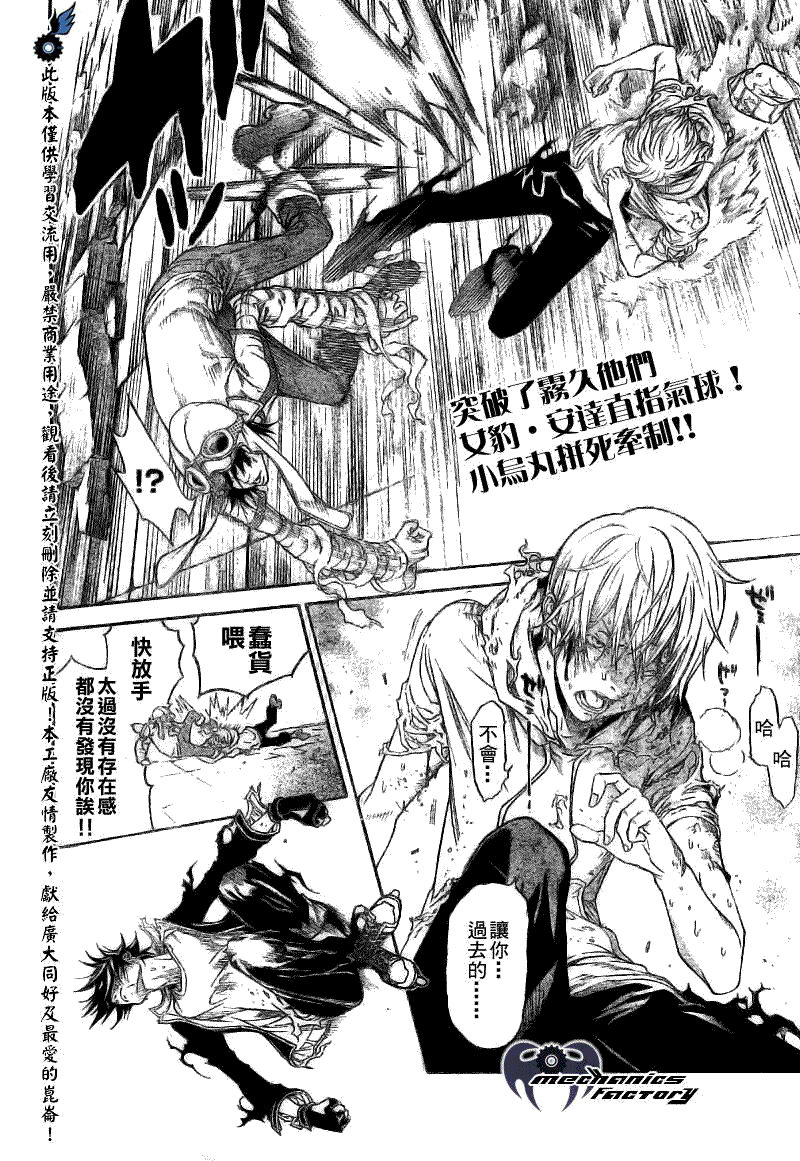 突破了霧久他們
女豹・安達直指氣球！
小烏丸拼死牽制!!
!?
ぜ
ぜ
哈
哈
不會…
讓你…
過去的……
蠢貨
喂
快放手
太過沒有存在感
都沒有發現你誒!!
此版本僅供學習交流用；嚴禁商業用途；觀看後請立刻刪除並請支持正版！本工廠友情製作，獻給廣大同好及最愛的崑崙！
mechanics
Factory